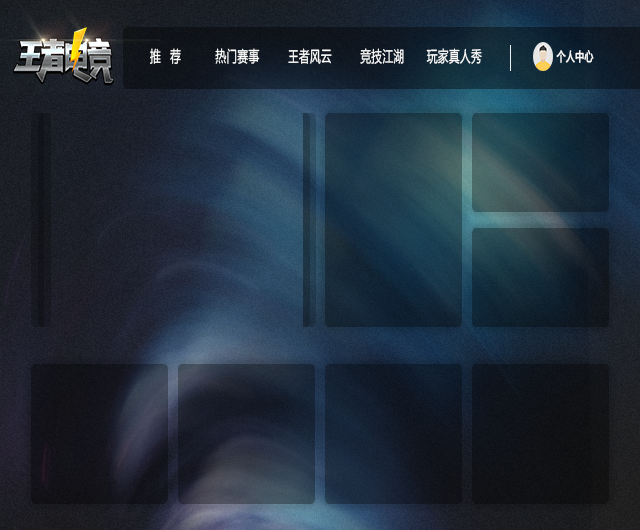 王者电竞
推 荐
热门赛事
王者风云
竞技江湖
玩家真人秀
个人中心